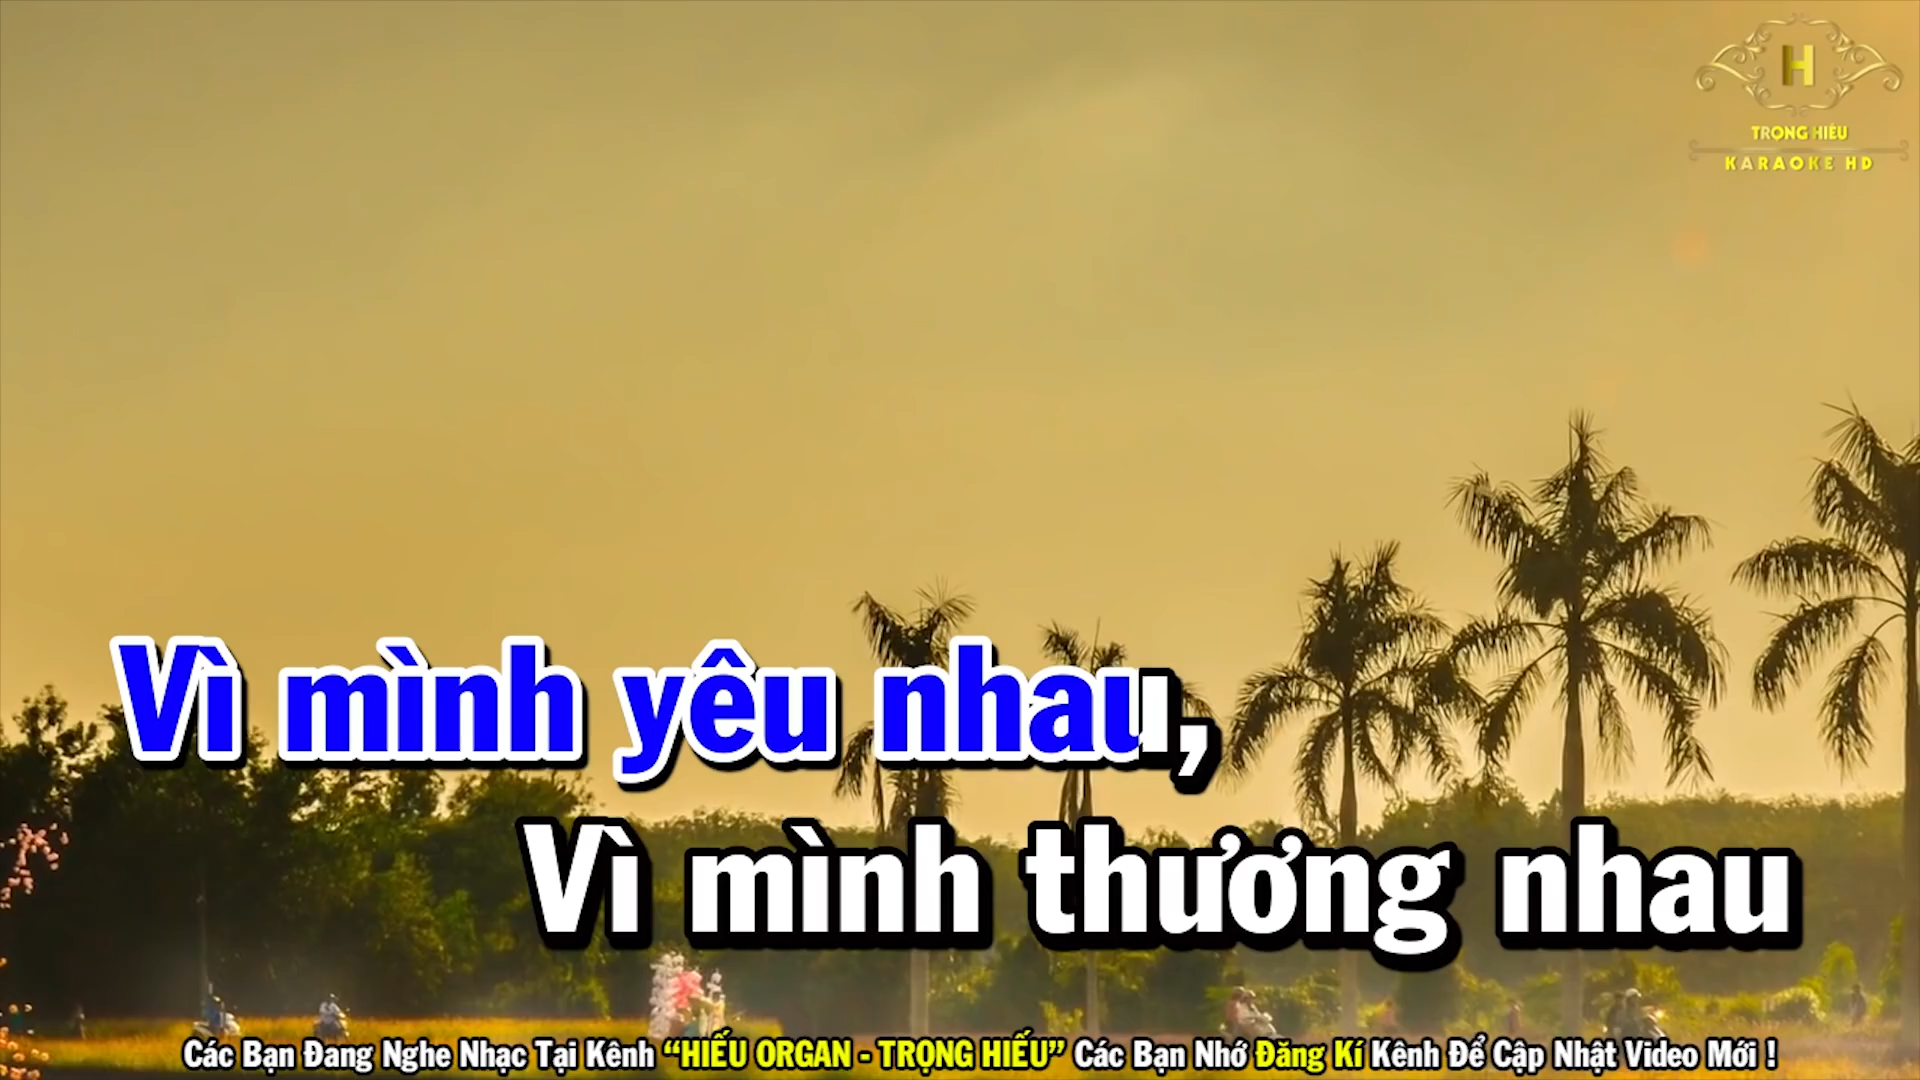 H
TRỌNG HIẾU
KARAOKE HD
Vì mình yêu nhau,
Vì mình thương nhau
Các Bạn Đang Nghe Nhạc Tại Kênh “HIẾU ORGAN - TRỌNG HIẾU” Các Bạn Nhớ Đăng Kí Kênh Để Cập Nhật Video Mới !